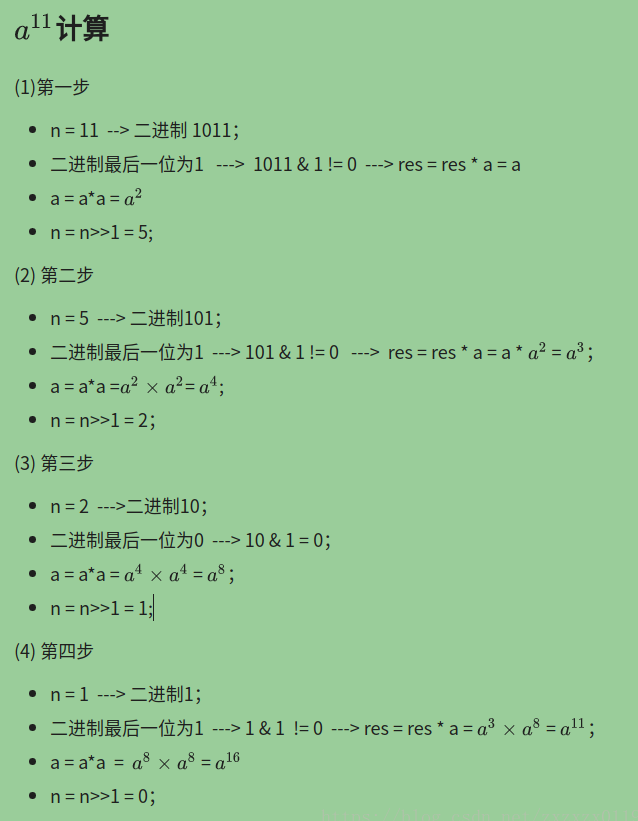 a^11 计算
(1)第一步
n = 11 --> 二进制 1011；
二进制最后一位为1 ---> 1011 & 1 != 0 ---> res = res * a = a
a = a*a = a^2
n = n>>1 = 5;
(2) 第二步
n = 5 ---> 二进制101；
二进制最后一位为1 ---> 101 & 1 != 0 ---> res = res * a = a * a^2 = a^3；
a = a*a =a^2 × a^2= a^4；
n = n>>1 = 2；
(3) 第三步
n = 2 --->二进制10；
二进制最后一位为0 ---> 10 & 1 = 0；
a = a*a = a^4 × a^4 = a^8；
n = n>>1 = 1;
(4) 第四步
n = 1 ---> 二进制1；
二进制最后一位为1 ---> 1 & 1 != 0 ---> res = res * a = a^3 × a^8 = a^11；
a = a*a = a^8 × a^8 = a^16
n = n>>1 = 0；